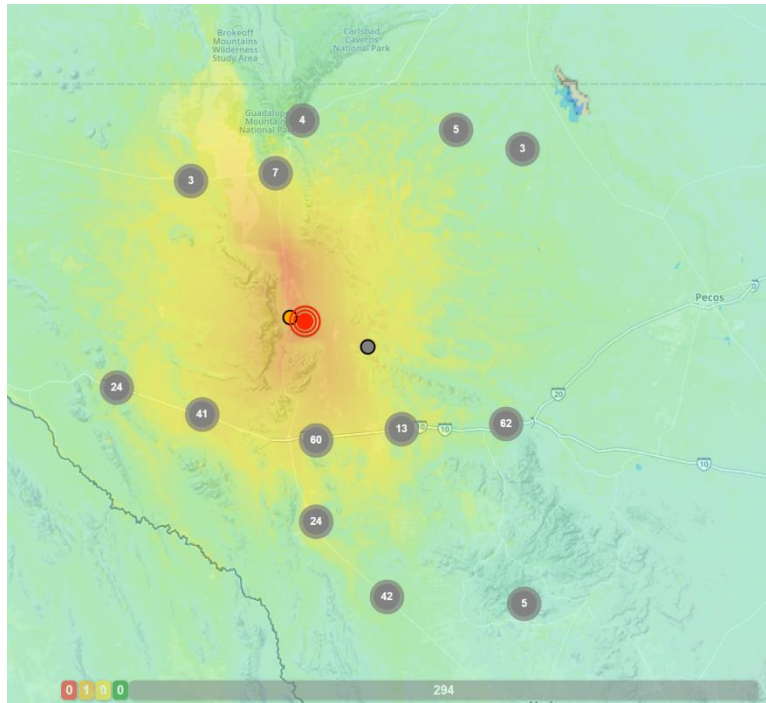 Brokeoff
Mountains
Wilderness
Study Area
Carlsbad
Caverns
National Park
Guadalupe
Mountains
National Park
4
5
3
3
7
Pecos
20
24
41
60
13
10
10
62
10
24
42
5
0 1 0 0 294